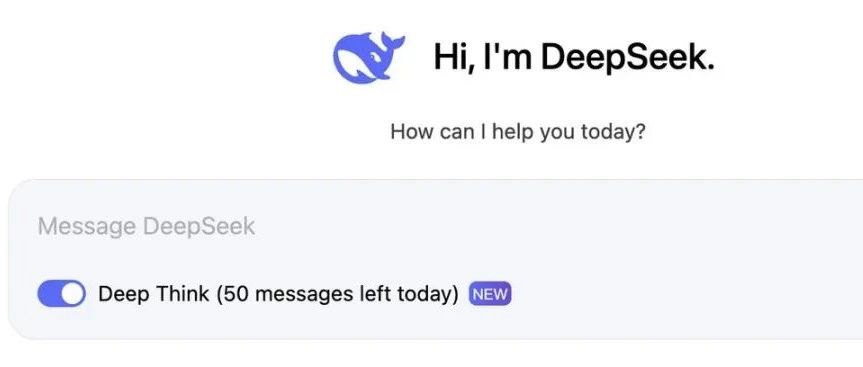 Hi, I'm DeepSeek.
How can I help you today?
Message DeepSeek
Deep Think (50 messages left today) NEW